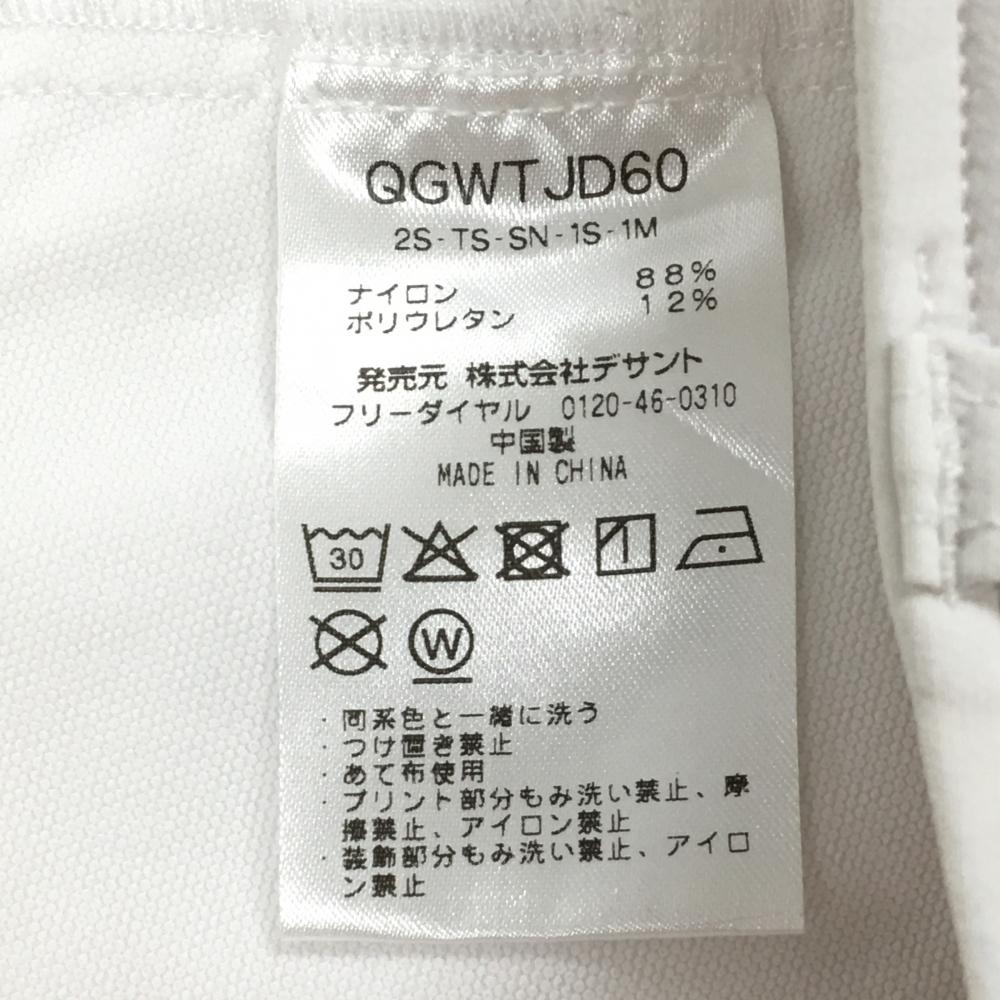 QGWTJD60
2S-TS-SN-1S-1M
ナイロン 88%
ポリウレタン 12%
発売元 株式会社デサント
フリーダイヤル 0120-46-0310
中国製
MADE IN CHINA
30
W
・同系色と一緒に洗う
・つけ置き禁止
・あて布使用
・プリント部分もみ洗い禁止、摩
擦禁止、アイロン禁止
・装飾部分もみ洗い禁止、アイロ
ン禁止